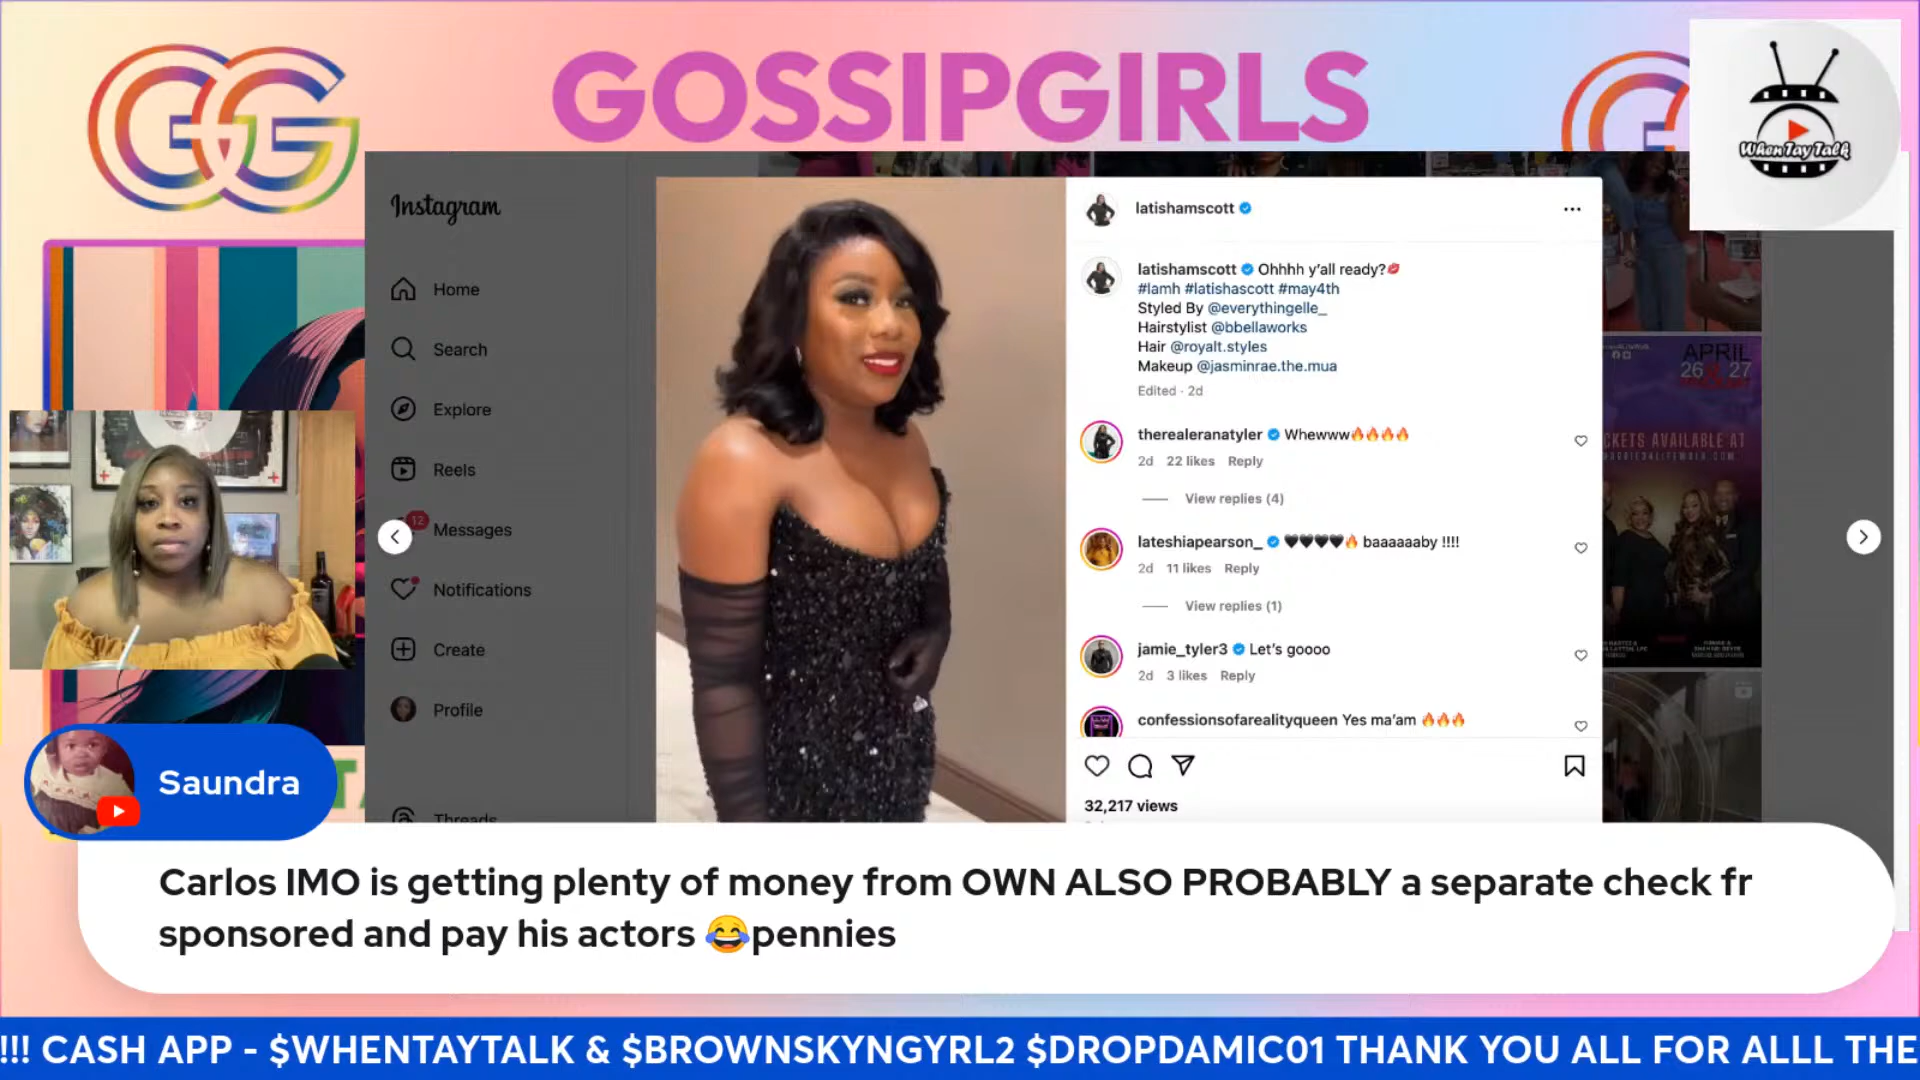 GOSSIPGIRLS
WhenTayTalk
Instagram
Home
Search
Explore
Reels
12
Messages
Notifications
Create
Profile
Threads
latishamscott
latishamscott Ohhhh y'all ready?💋
#lamh #latishascott #may4th
Styled By @everythingelle_
Hairstylist @bbellaworks
Hair @royalt.styles
Makeup @jasminrae.the.mua
Edited · 2d
therealeranatyler Whewww🔥🔥🔥🔥
2d 22 likes Reply
View replies (4)
lateshiapearson_ 🖤🖤🖤🖤🔥 baaaaaaby !!!!
2d 11 likes Reply
View replies (1)
jamie_tyler3 Let's goooo
2d 3 likes Reply
confessionsofarealityqueen Yes ma'am 🔥🔥🔥
32,217 views
APRIL
26 27
KETS AVAILABLE AT
Saundra
Carlos IMO is getting plenty of money from OWN ALSO PROBABLY a separate check fr
sponsored and pay his actors 😂pennies
!!! CASH APP - $WHENTAYTALK & $BROWNSKYNGYRL2 $DROPDAMIC01 THANK YOU ALL FOR ALLL THE